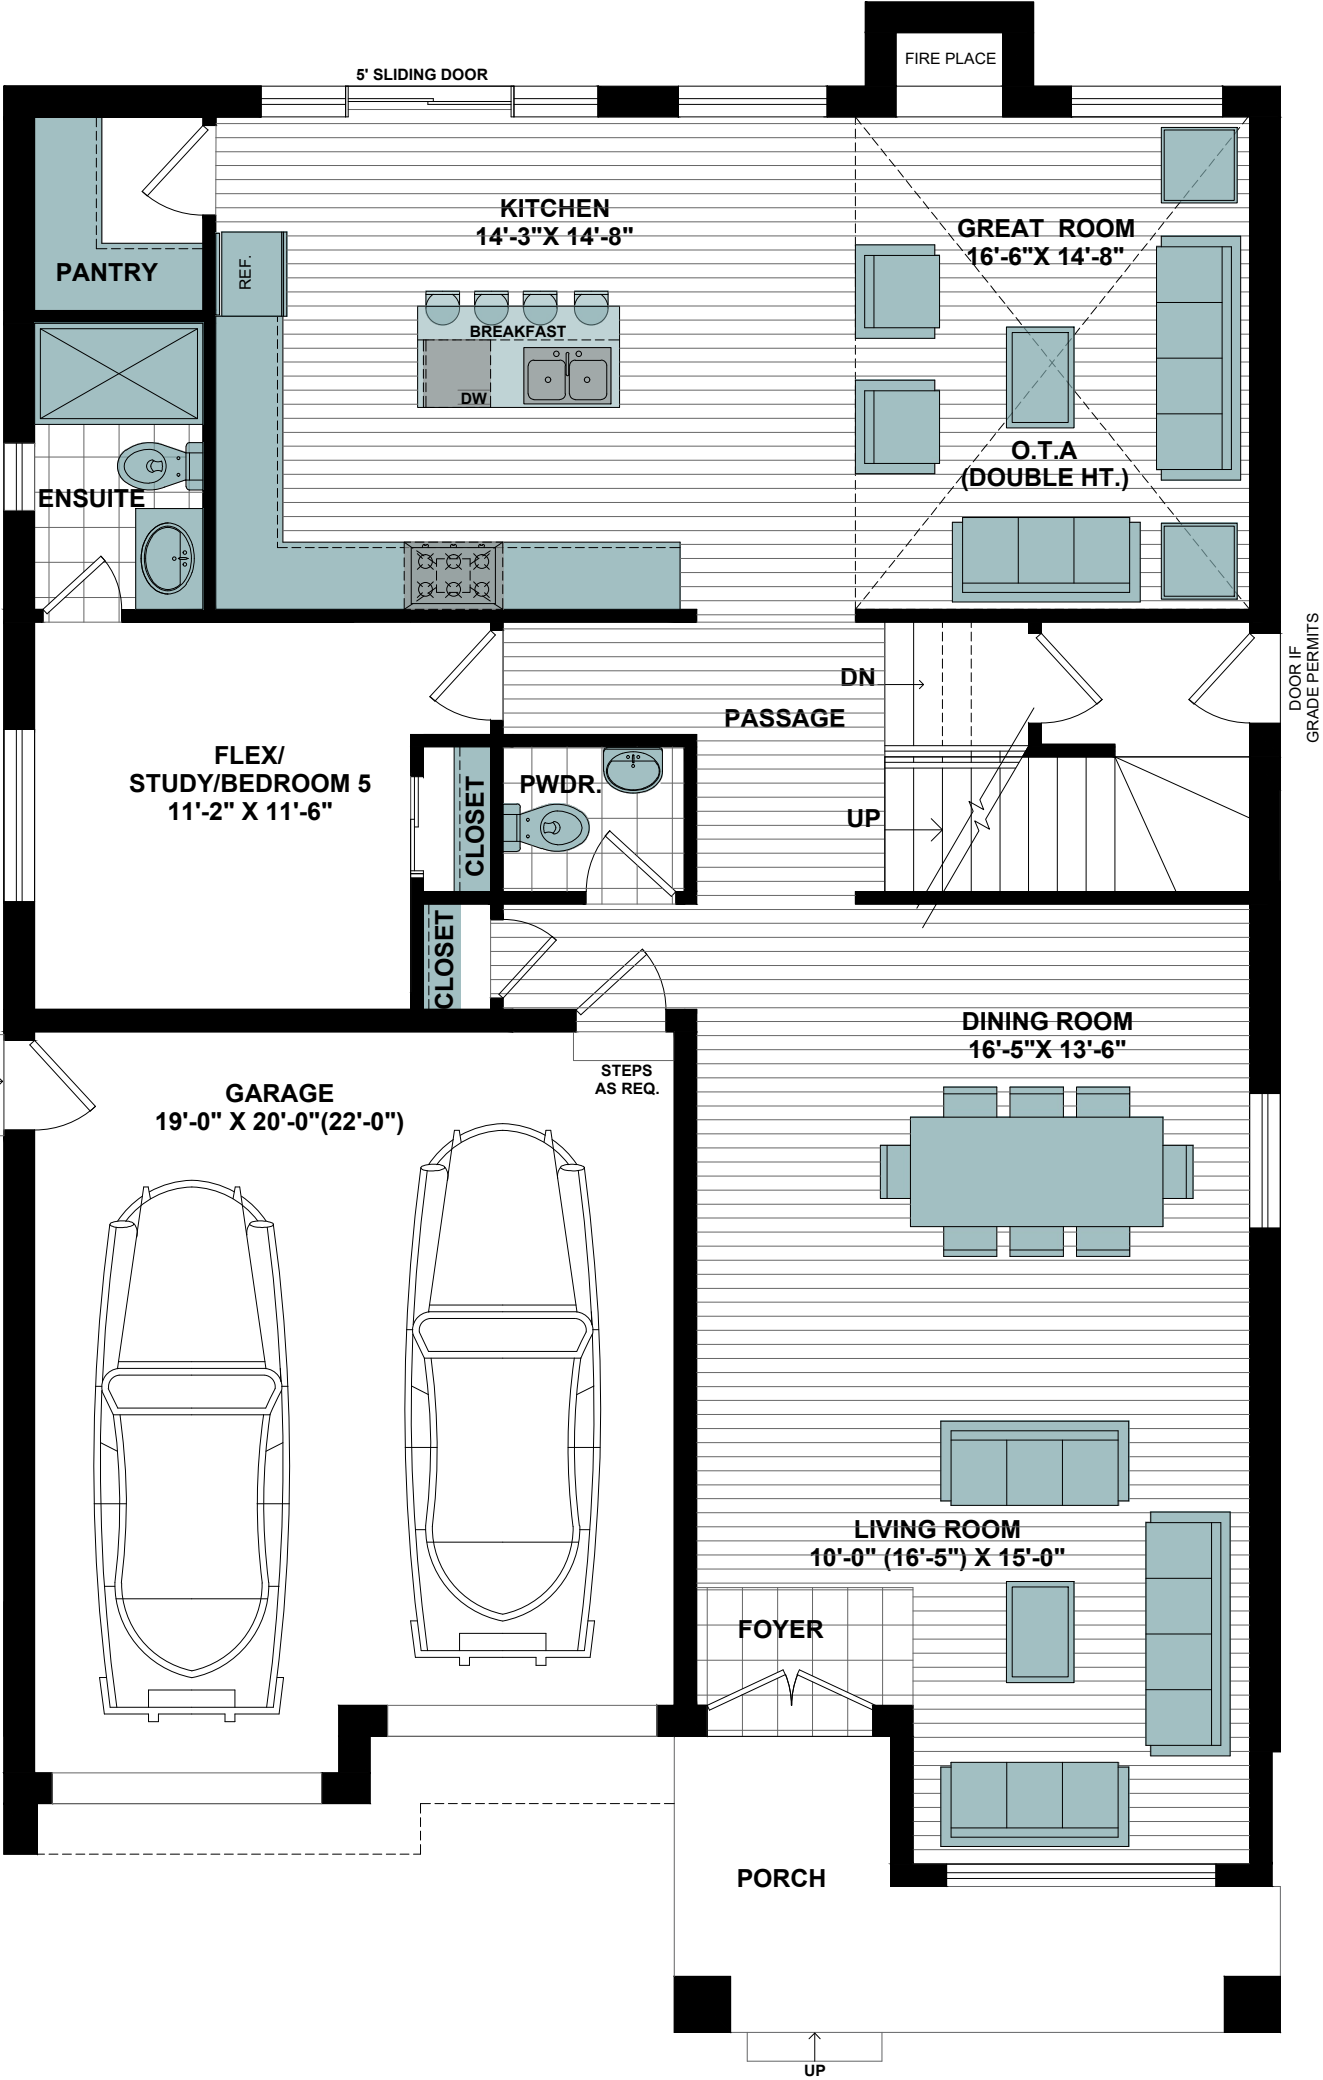 FIRE PLACE
5' SLIDING DOOR
KITCHEN
14'-3"X 14'-8"
GREAT ROOM
16'-6"X 14'-8"
PANTRY
REF.
BREAKFAST
DW
O.T.A
(DOUBLE HT.)
ENSUITE
DOOR IF
GRADE PERMITS
DN
PASSAGE
FLEX/
STUDY/BEDROOM 5
11'-2" X 11'-6"
CLOSET
PWDR.
UP
CLOSET
DINING ROOM
16'-5"X 13'-6"
STEPS
AS REQ.
GARAGE
19'-0" X 20'-0"(22'-0")
LIVING ROOM
10'-0" (16'-5") X 15'-0"
FOYER
PORCH
UP